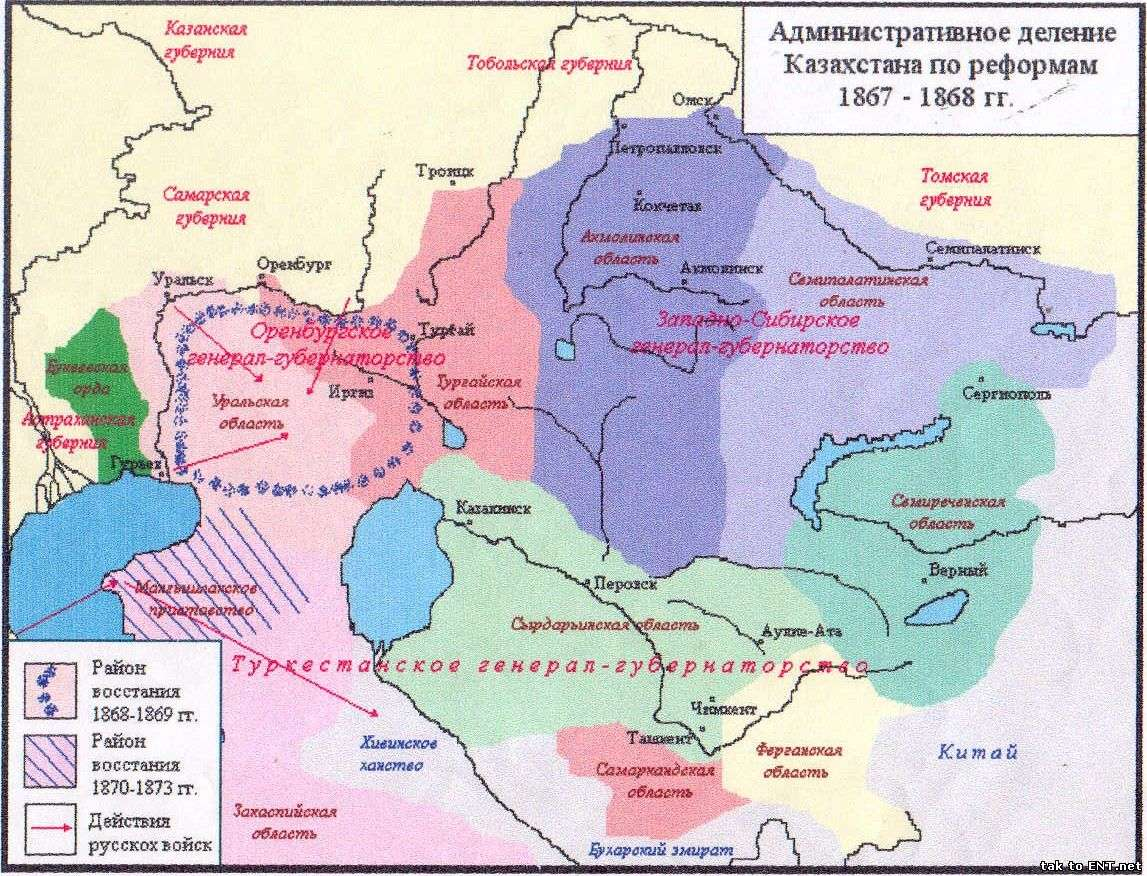 Административное деление
Казахстана по реформам
1867 - 1868 гг.
Казанская
губерния
Тобольская губерния
Омск
Петропавловск
Троицк
Томская
губерния
Самарская
губерния
Кокчетав
Акмолинская
область
Семипалатинск
Оренбург
Уральск
Акмолинск
Семипалатинская
область
Оренбургское
генерал-губернаторство
Западно-Сибирское
генерал-губернаторство
Тургай
Букеевская
орда
Иргиз
Тургайская
область
Уральская
область
Сергиополь
Астраханская
губерния
Гурьев
Казалинск
Семиреченская
область
Верный
Перовск
Мангышлакское
приставство
Сырдарьинская область
Аулие-Ата
Туркестанское генерал-губернаторство
Чимкент
Ташкент
Хивинское
ханство
Самаркандская
область
Ферганская
область
Китай
Закаспийская
область
Бухарский эмират
Район
восстания
1868-1869 гг.
Район
восстания
1870-1873 гг.
Действия
русскох войск
tak-to-ENT.net